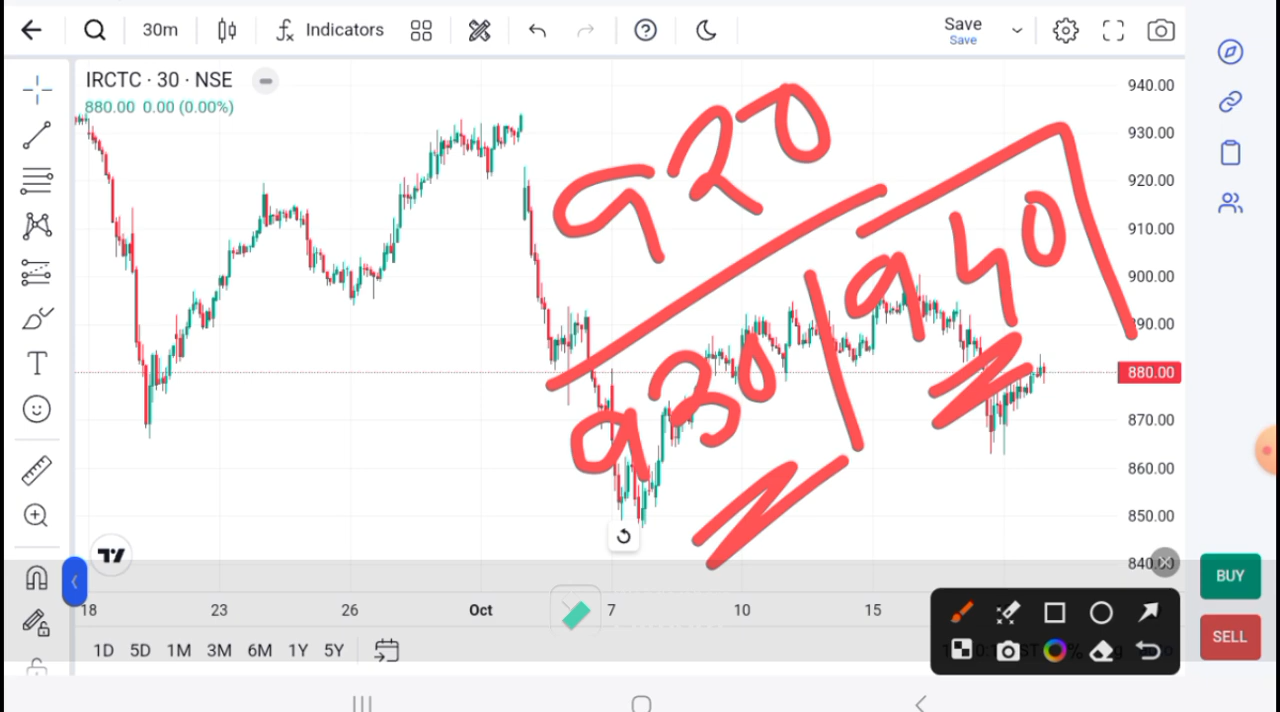 30m Indicators Save
Save
IRCTC · 30 · NSE
880.00 0.00 (0.00%)
940.00
930.00
920.00
910.00
900.00
890.00
880.00
870.00
860.00
850.00
920
930/940
18 23 26 Oct 7 10 15
1D 5D 1M 3M 6M 1Y 5Y
T
BUY
SELL